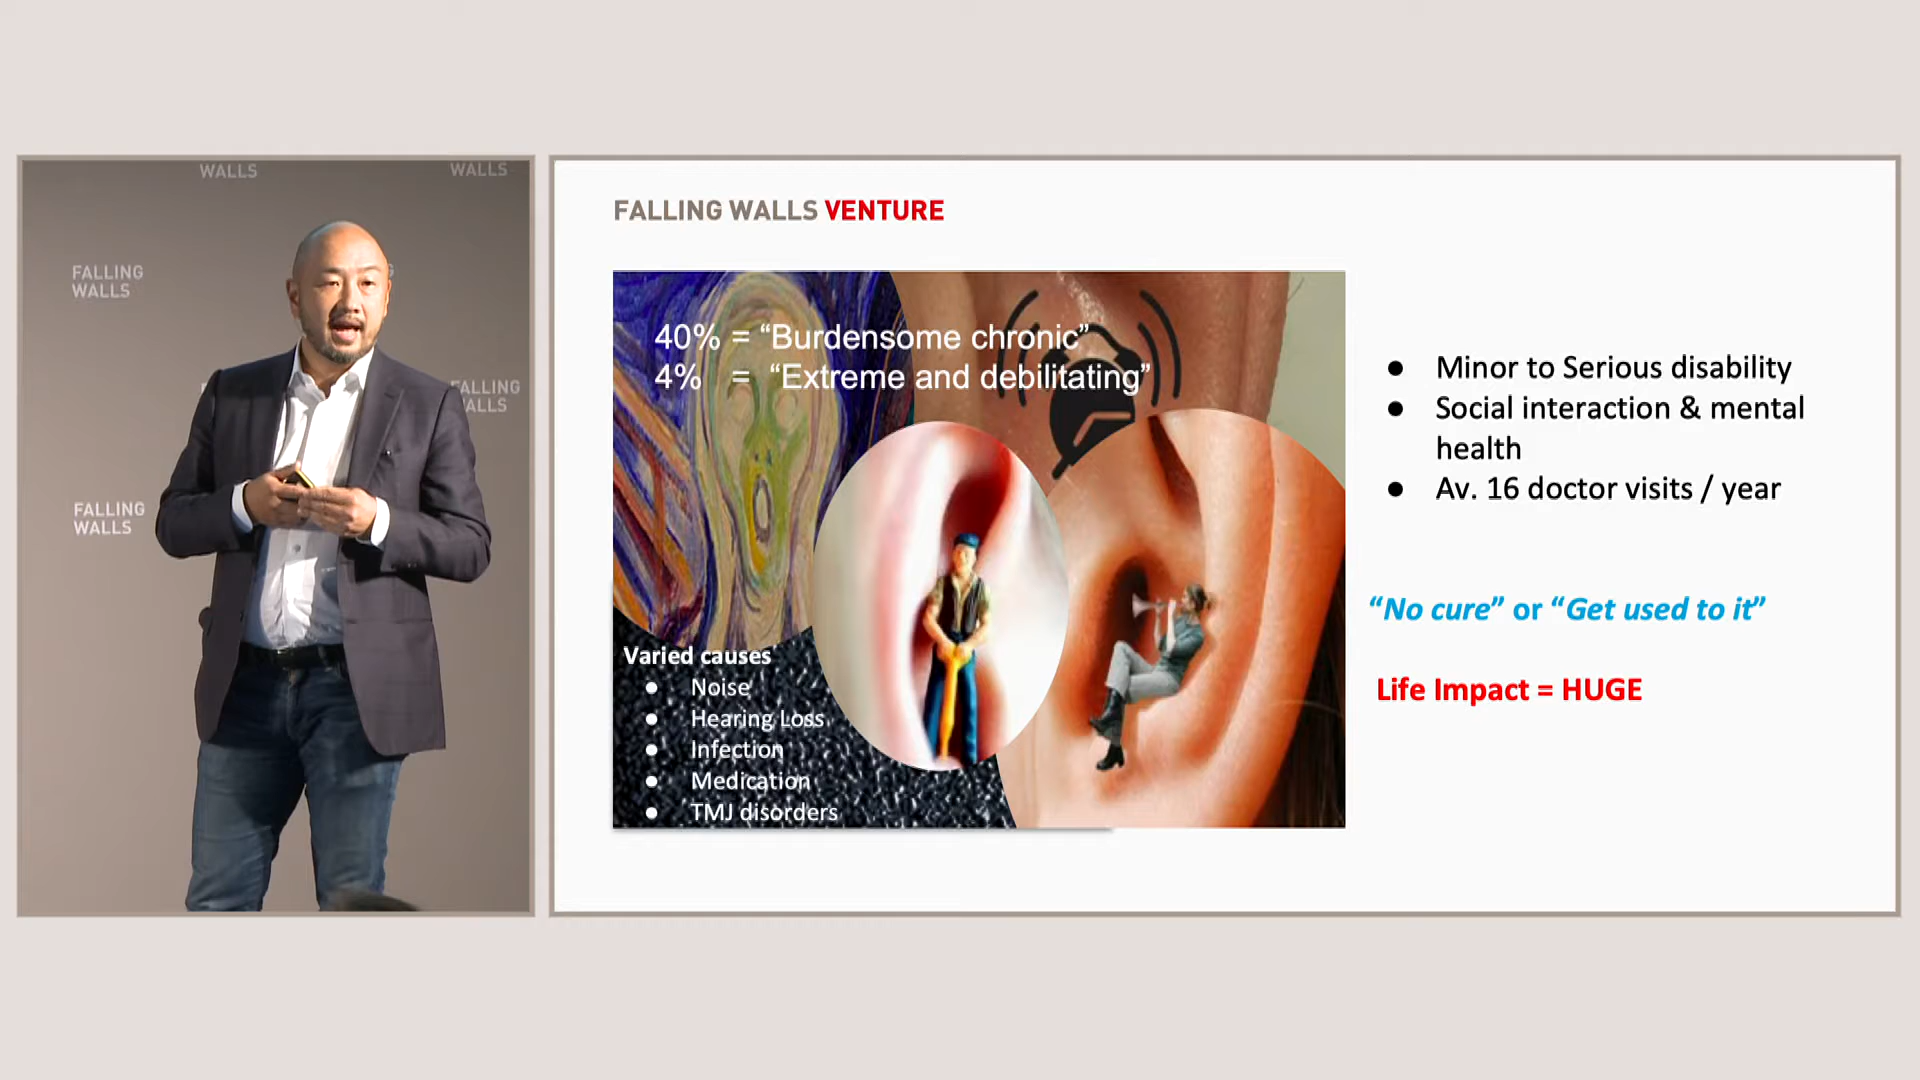 WALLS
WALLS
FALLING
WALLS
FALLING
WALLS
FALLING WALLS VENTURE
40% = “Burdensome chronic”
4% = “Extreme and debilitating”
Varied causes
● Noise
● Hearing Loss
● Infection
● Medication
● TMJ disorders
● Minor to Serious disability
● Social interaction & mental
health
● Av. 16 doctor visits / year
“No cure” or “Get used to it”
Life Impact = HUGE